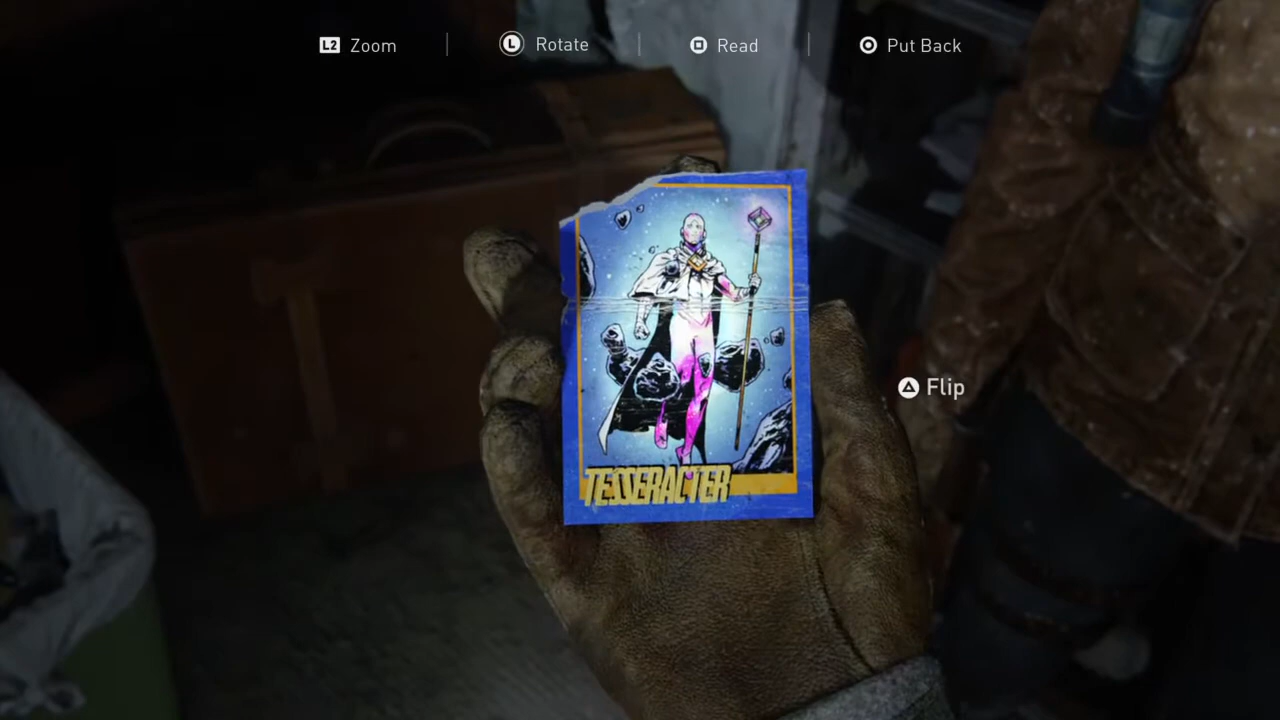 L2 Zoom
L Rotate
Read
Put Back
Flip
TESSERACTER